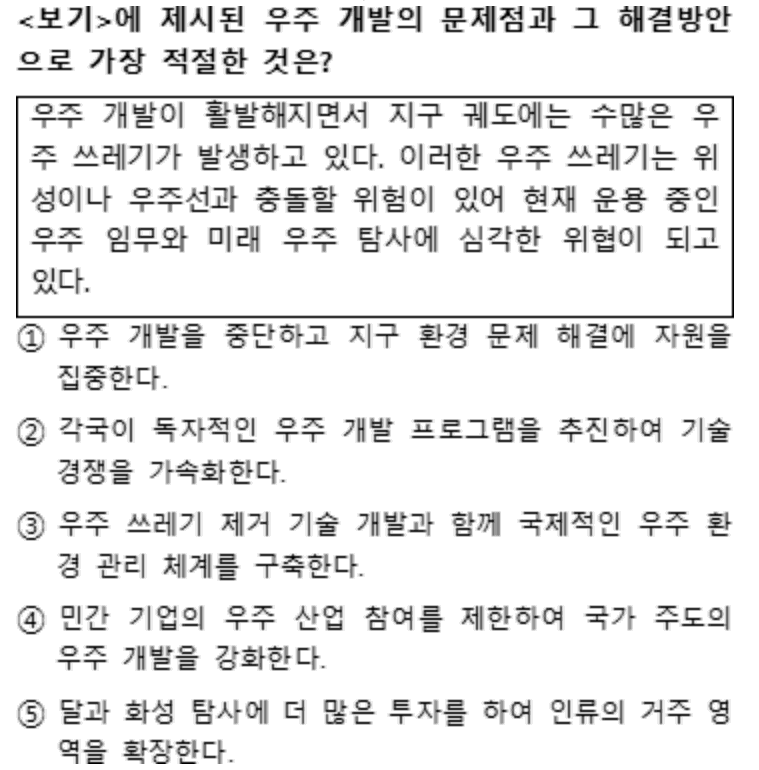 <보기>에 제시된 우주 개발의 문제점과 그 해결방안
으로 가장 적절한 것은?
우주 개발이 활발해지면서 지구 궤도에는 수많은 우
주 쓰레기가 발생하고 있다. 이러한 우주 쓰레기는 위
성이나 우주선과 충돌할 위험이 있어 현재 운용 중인
우주 임무와 미래 우주 탐사에 심각한 위협이 되고
있다.
① 우주 개발을 중단하고 지구 환경 문제 해결에 자원을
집중한다.
② 각국이 독자적인 우주 개발 프로그램을 추진하여 기술
경쟁을 가속화한다.
③ 우주 쓰레기 제거 기술 개발과 함께 국제적인 우주 환
경 관리 체계를 구축한다.
④ 민간 기업의 우주 산업 참여를 제한하여 국가 주도의
우주 개발을 강화한다.
⑤ 달과 화성 탐사에 더 많은 투자를 하여 인류의 거주 영
역을 확장한다.